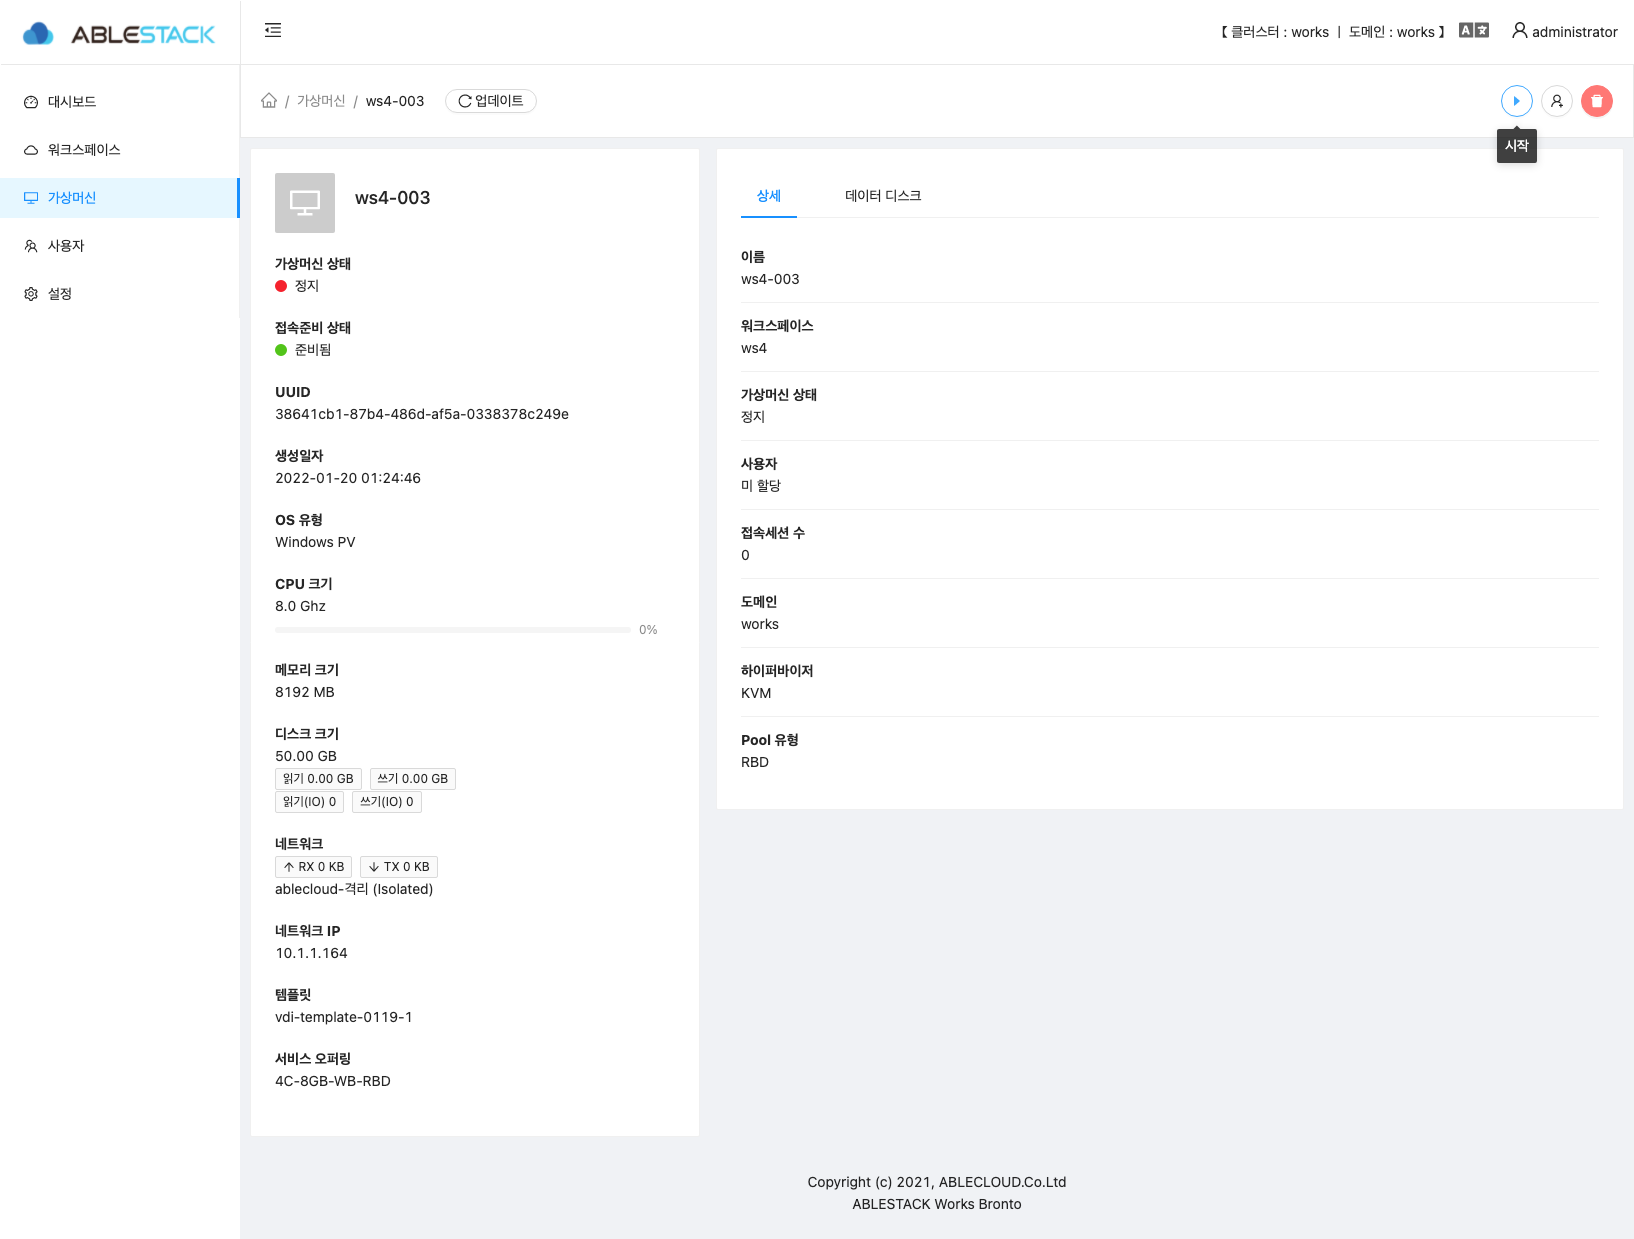 ABLESTACK
【 클러스터 : works | 도메인 : works 】
administrator
대시보드
워크스페이스
가상머신
사용자
설정
/ 가상머신 / ws4-003
업데이트
시작
ws4-003
가상머신 상태
정지
접속준비 상태
준비됨
UUID
38641cb1-87b4-486d-af5a-0338378c249e
생성일자
2022-01-20 01:24:46
OS 유형
Windows PV
CPU 크기
8.0 Ghz
0%
메모리 크기
8192 MB
디스크 크기
50.00 GB
읽기 0.00 GB 쓰기 0.00 GB
읽기(IO) 0 쓰기(IO) 0
네트워크
RX 0 KB TX 0 KB
ablecloud-격리 (Isolated)
네트워크 IP
10.1.1.164
템플릿
vdi-template-0119-1
서비스 오퍼링
4C-8GB-WB-RBD
상세 데이터 디스크
이름
ws4-003
워크스페이스
ws4
가상머신 상태
정지
사용자
미 할당
접속세션 수
0
도메인
works
하이퍼바이저
KVM
Pool 유형
RBD
Copyright (c) 2021, ABLECLOUD.Co.Ltd
ABLESTACK Works Bronto